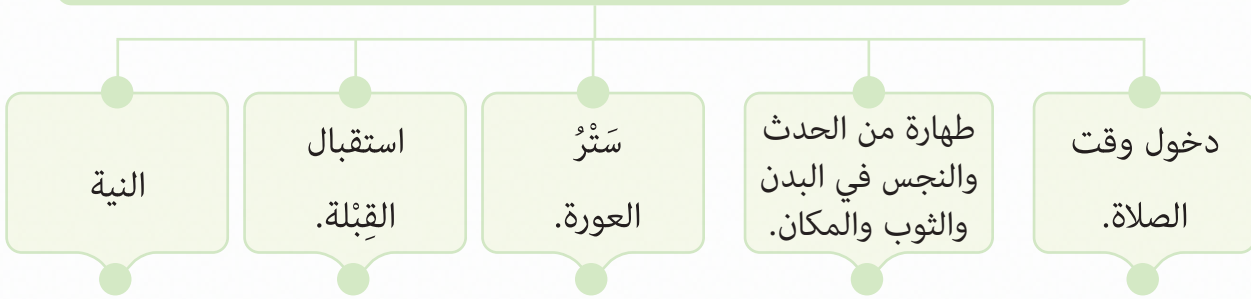 دخول وقت
الصلاة.
طهارة من الحدث
والنجس في البدن
والثوب والمكان.
سَتْرُ
العورة.
استقبال
القِبْلة.
النية